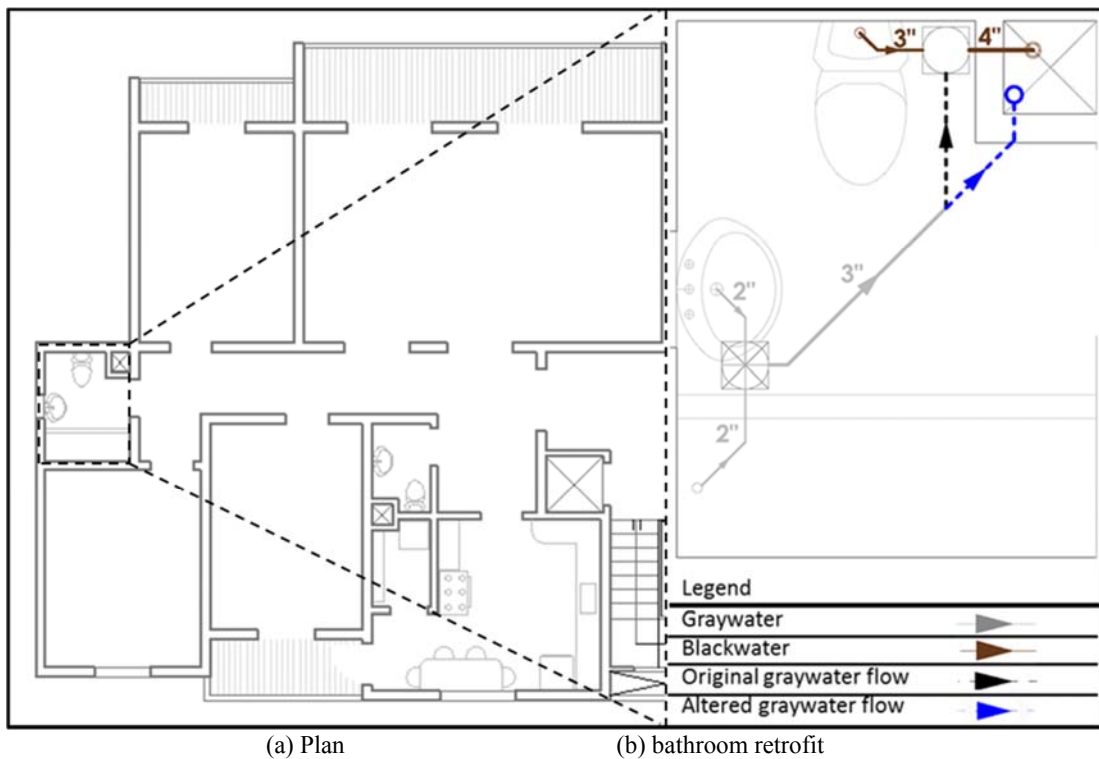 3"
4"
3"
2"
2"
Legend
Graywater
Blackwater
Original graywater flow
Altered graywater flow
(a) Plan
(b) bathroom retrofit